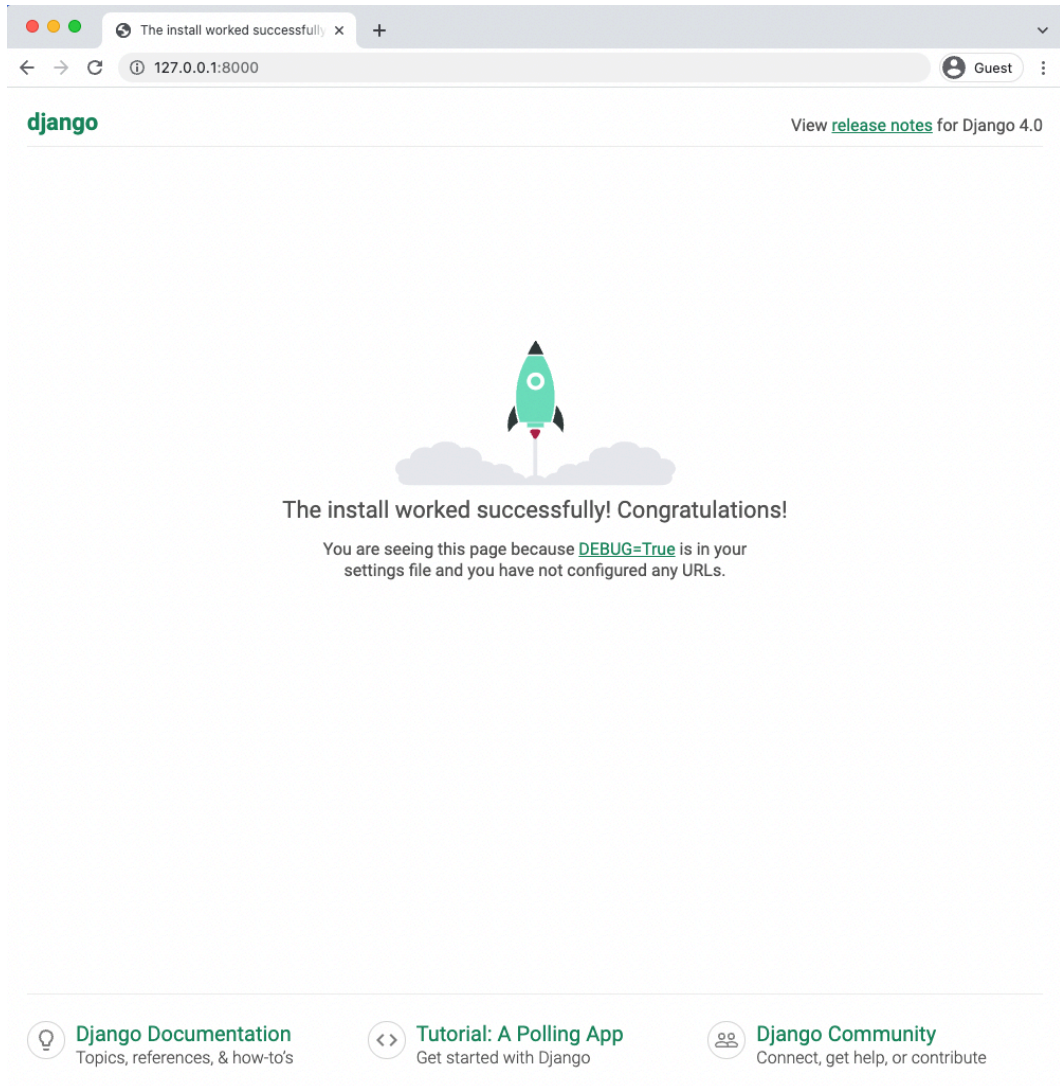 The install worked successfully
127.0.0.1:8000
Guest
django
View release notes for Django 4.0
The install worked successfully! Congratulations!
You are seeing this page because DEBUG=True is in your
settings file and you have not configured any URLs.
Django Documentation
Topics, references, & how-to's
Tutorial: A Polling App
Get started with Django
Django Community
Connect, get help, or contribute